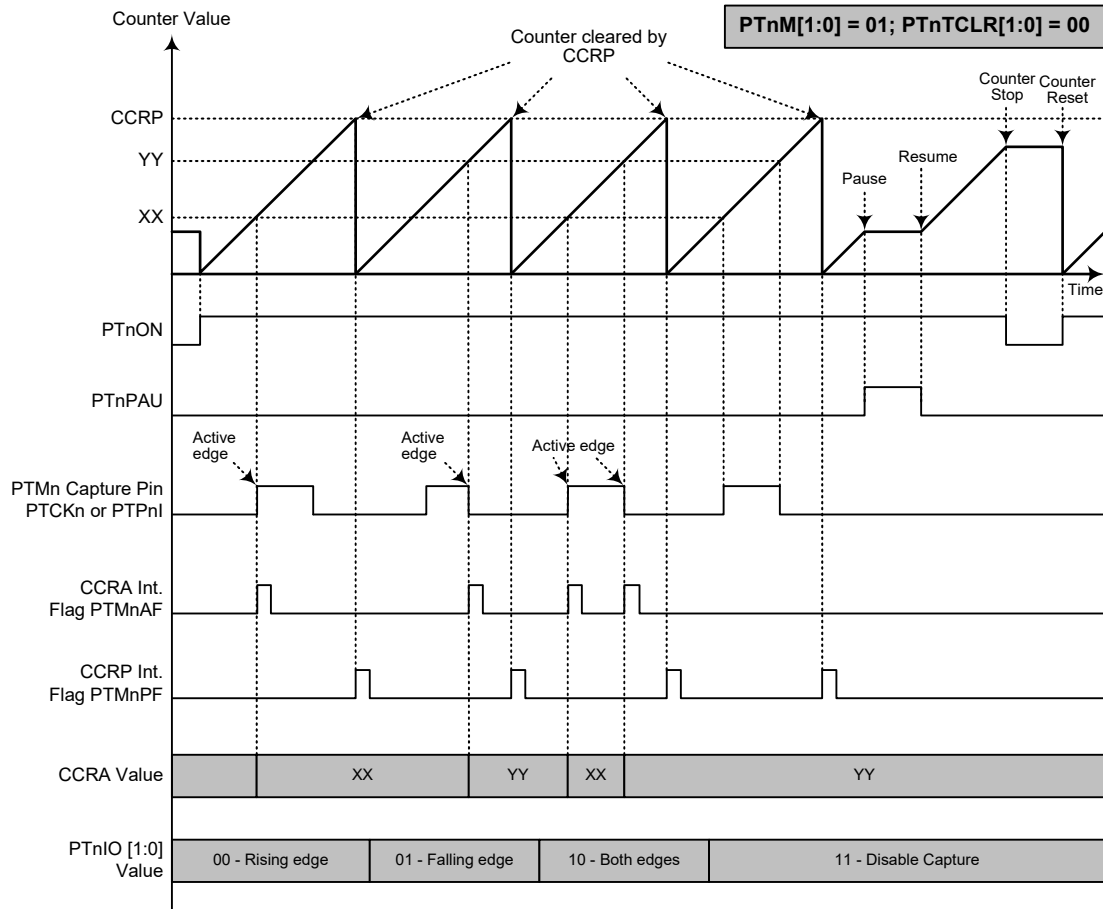 Counter Value
PTnM[1:0] = 01; PTnTCLR[1:0] = 00
Counter cleared by
CCRP
Counter
Stop
Counter
Reset
CCRP
YY
Resume
Pause
XX
Time
PTnON
PTnPAU
Active
edge
Active
edge
Active edge
PTMn Capture Pin
PTCKn or PTPnI
CCRA Int.
Flag PTMnAF
CCRP Int.
Flag PTMnPF
CCRA Value
XX
YY
XX
YY
PTnIO [1:0]
Value
00 - Rising edge
01 - Falling edge
10 - Both edges
11 - Disable Capture